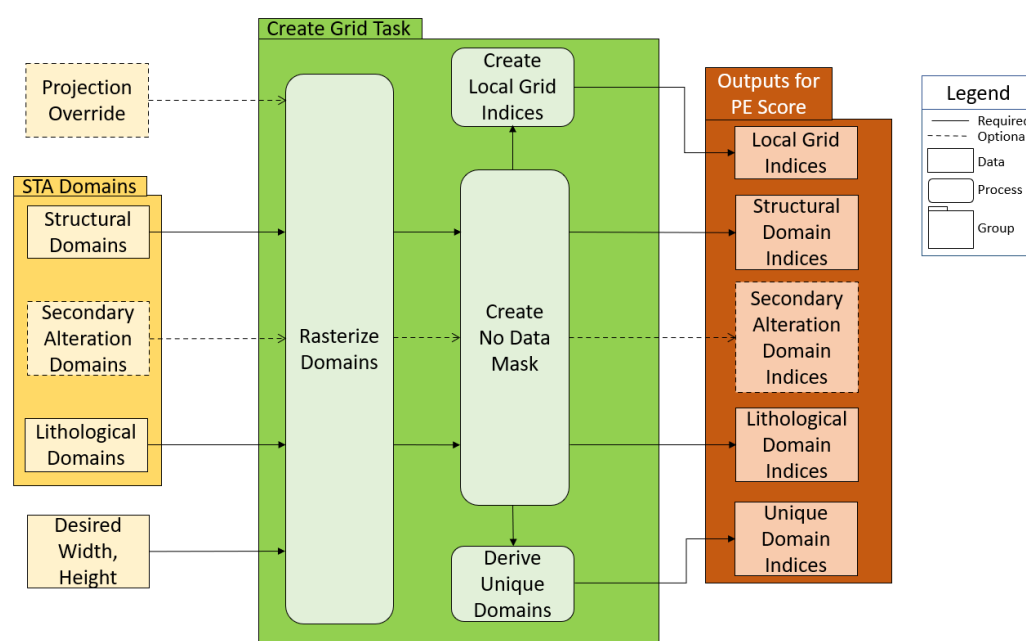 Create Grid Task
Projection
Override
STA Domains
Structural
Domains
Secondary
Alteration
Domains
Lithological
Domains
Desired
Width,
Height
Rasterize
Domains
Create
Local Grid
Indices
Create
No Data
Mask
Derive
Unique
Domains
Outputs for
PE Score
Local Grid
Indices
Structural
Domain
Indices
Secondary
Alteration
Domain
Indices
Lithological
Domain
Indices
Unique
Domain
Indices
Legend
Required
Optiona
Data
Process
Group